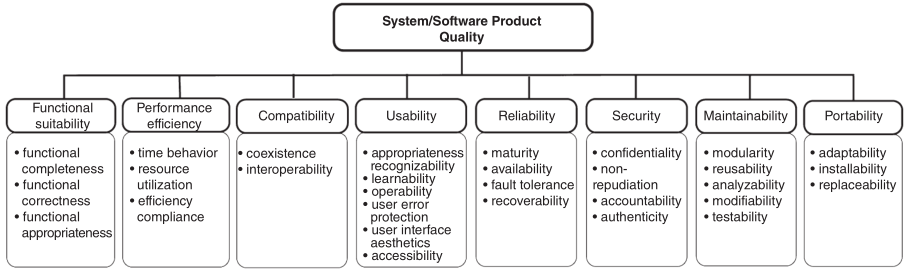 System/Software Product
Quality
Functional
suitability
• functional
completeness
• functional
correctness
• functional
appropriateness
Performance
efficiency
• time behavior
• resource
utilization
• efficiency
compliance
Compatibility
• coexistence
• interoperability
Usability
• appropriateness
recognizability
• learnability
• operability
• user error
protection
• user interface
aesthetics
• accessibility
Reliability
• maturity
• availability
• fault tolerance
• recoverability
Security
• confidentiality
• non-
repudiation
• accountability
• authenticity
Maintainability
• modularity
• reusability
• analyzability
• modifiability
• testability
Portability
• adaptability
• installability
• replaceability